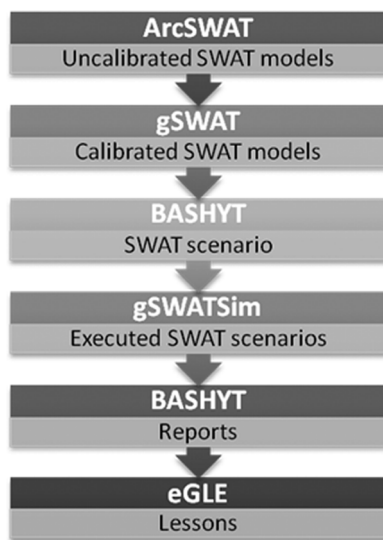 ArcSWAT
Uncalibrated SWAT models
gSWAT
Calibrated SWAT models
BASHYT
SWAT scenario
gSWATSim
Executed SWAT scenarios
BASHYT
Reports
eGLE
Lessons